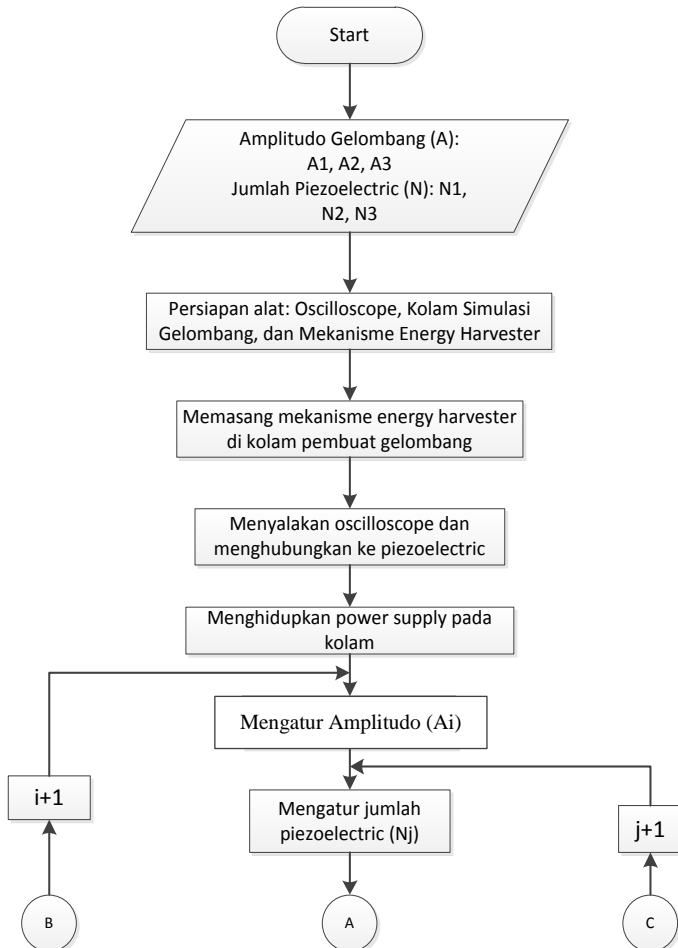 Start
Amplitudo Gelombang (A):
A1, A2, A3
Jumlah Piezoelectric (N): N1,
N2, N3
Persiapan alat: Oscilloscope, Kolam Simulasi
Gelombang, dan Mekanisme Energy Harvester
Memasang mekanisme energy harvester
di kolam pembuat gelombang
Menyalakan oscilloscope dan
menghubungkan ke piezoelectric
Menghidupkan power supply pada
kolam
Mengatur Amplitudo (Ai)
i+1
Mengatur jumlah
piezoelectric (Nj)
j+1
B
A
C